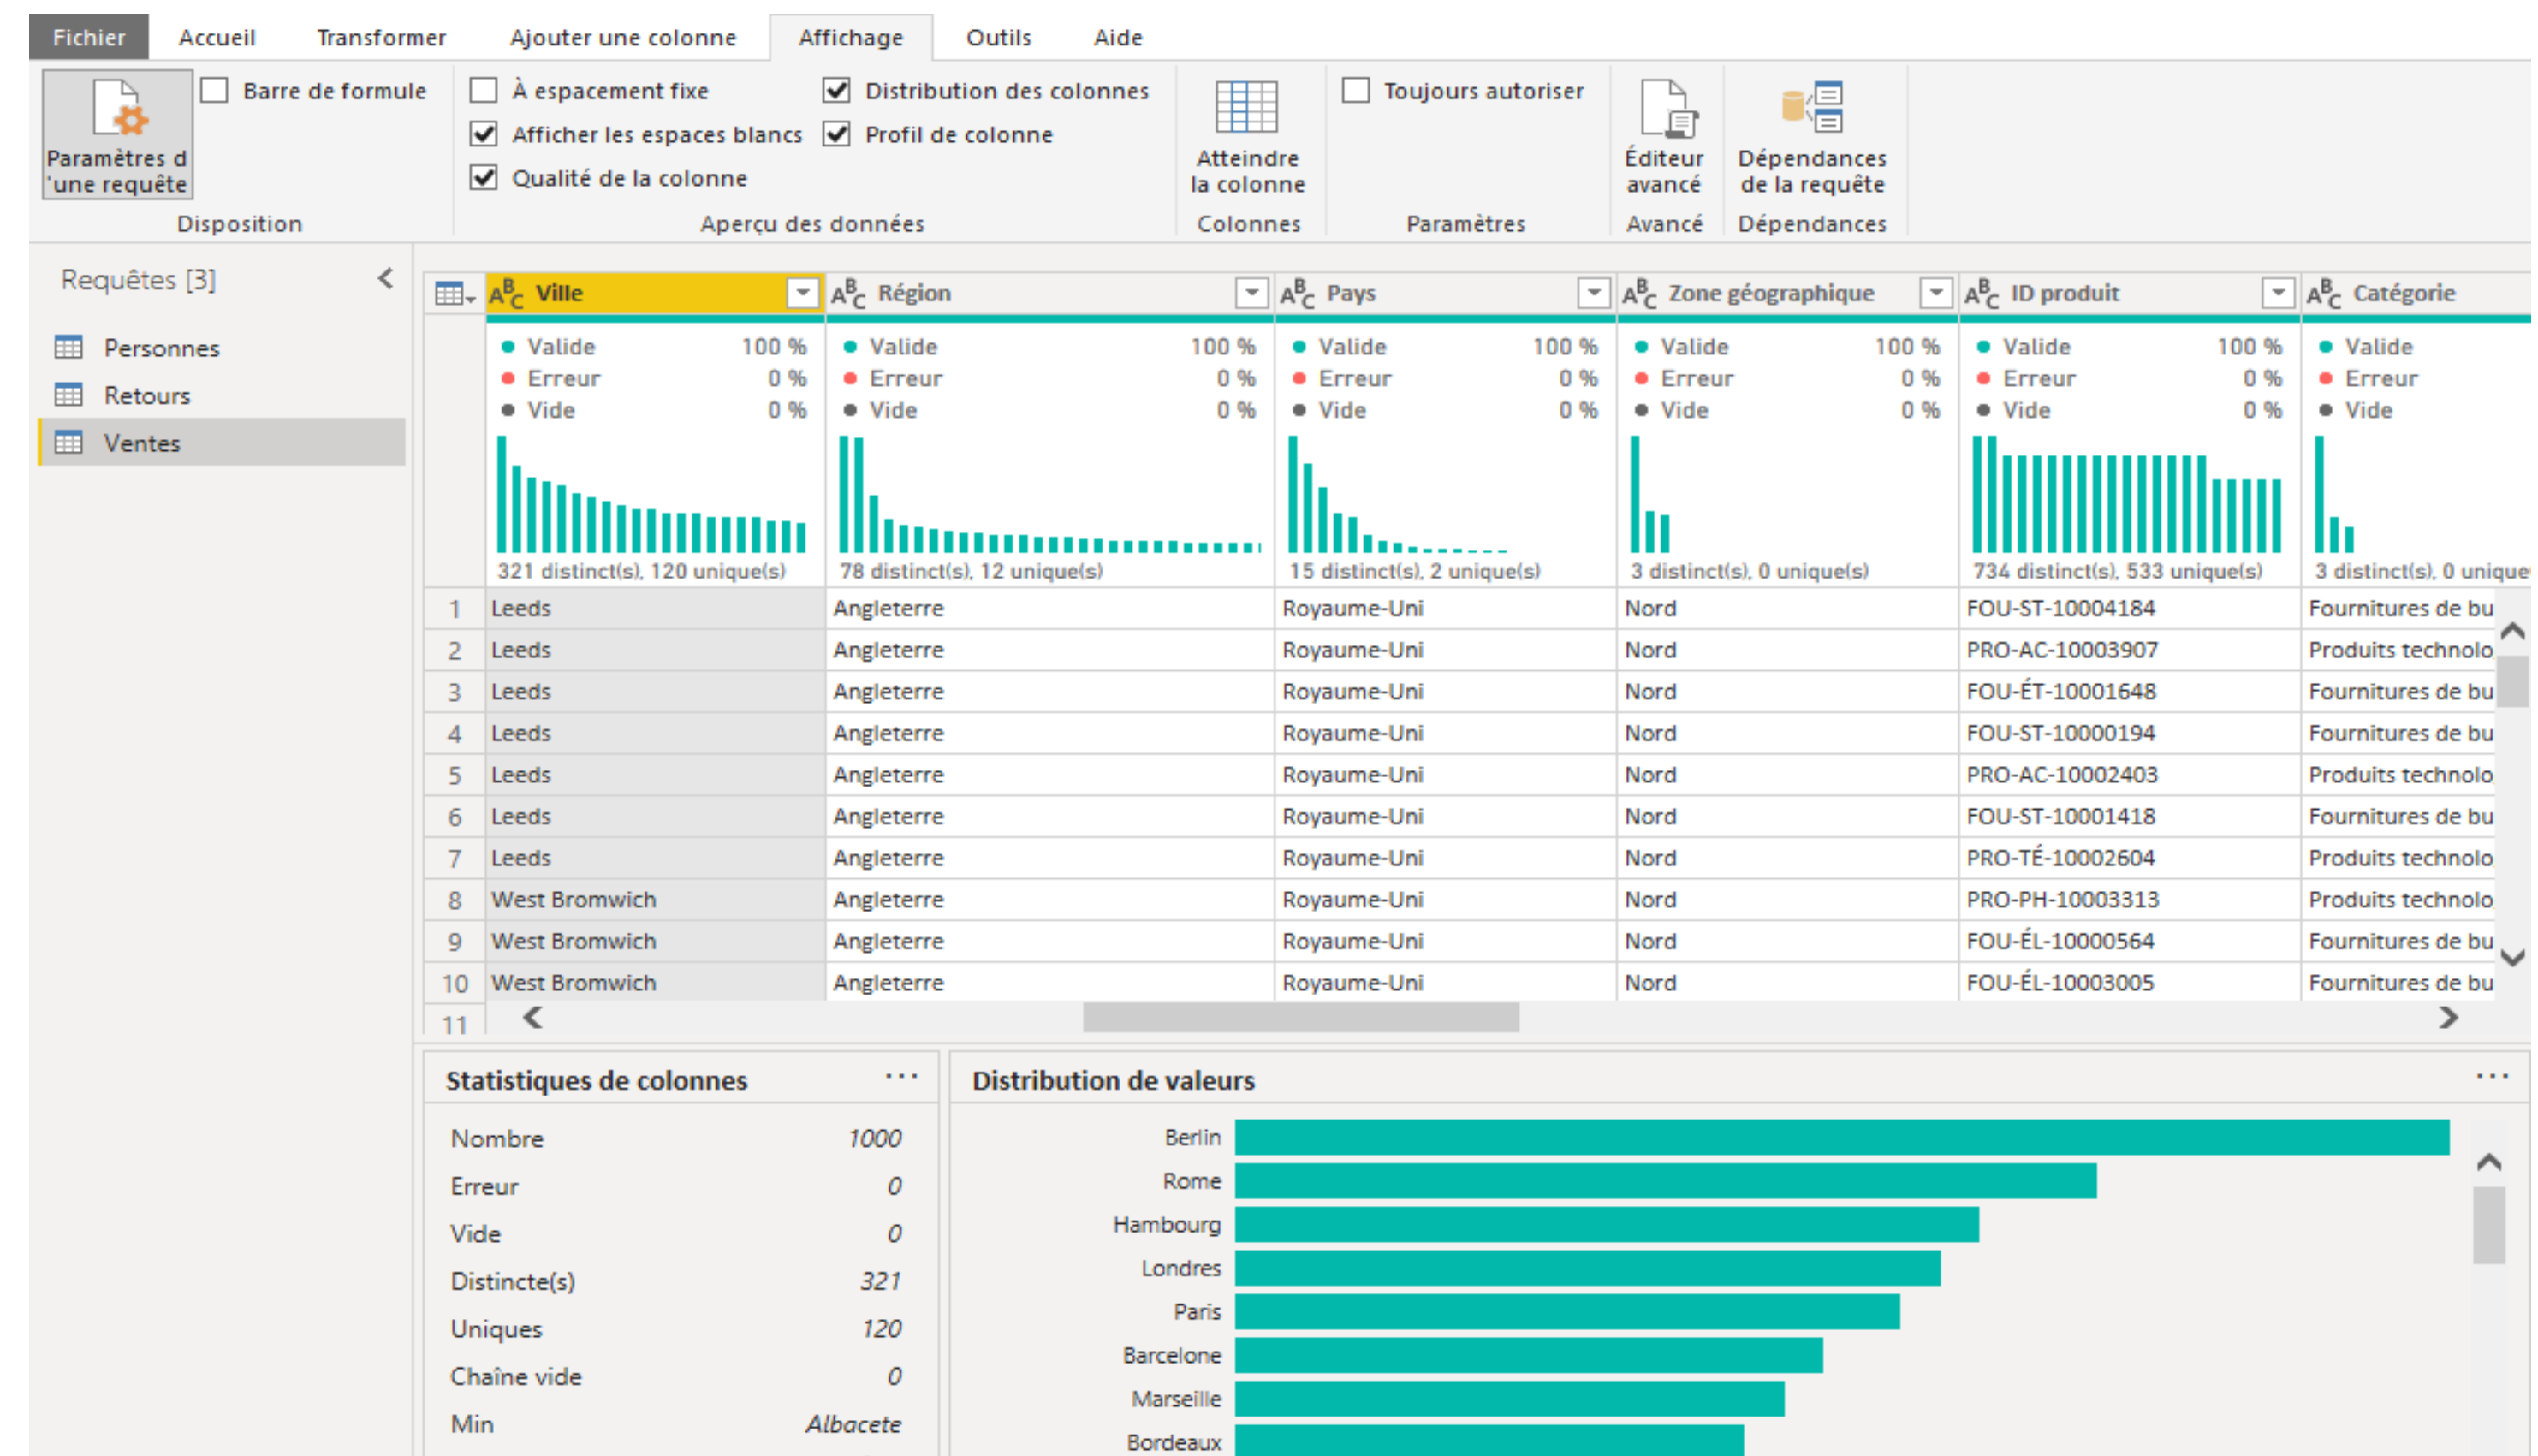 Fichier Accueil Transformer Ajouter une colonne Affichage Outils Aide
Barre de formule À espacement fixe Distribution des colonnes Toujours autoriser
Afficher les espaces blancs Profil de colonne
Paramètres d Atteindre Éditeur Dépendances
'une requête Qualité de la colonne la colonne avancé de la requête
Disposition Aperçu des données Colonnes Paramètres Avancé Dépendances
Requêtes [3]
Personnes
Retours
Ventes
ABC Ville ABC Région ABC Pays ABC Zone géographique ABC ID produit ABC Catégorie
Valide 100 % Valide 100 % Valide 100 % Valide 100 % Valide 100 % Valide
Erreur 0 % Erreur 0 % Erreur 0 % Erreur 0 % Erreur 0 % Erreur
Vide 0 % Vide 0 % Vide 0 % Vide 0 % Vide 0 % Vide
321 distinct(s), 120 unique(s) 78 distinct(s), 12 unique(s) 15 distinct(s), 2 unique(s) 3 distinct(s), 0 unique(s) 734 distinct(s), 533 unique(s) 3 distinct(s), 0 unique
1 Leeds Angleterre Royaume-Uni Nord FOU-ST-10004184 Fournitures de bu
2 Leeds Angleterre Royaume-Uni Nord PRO-AC-10003907 Produits technolo
3 Leeds Angleterre Royaume-Uni Nord FOU-ÉT-10001648 Fournitures de bu
4 Leeds Angleterre Royaume-Uni Nord FOU-ST-10000194 Fournitures de bu
5 Leeds Angleterre Royaume-Uni Nord PRO-AC-10002403 Produits technolo
6 Leeds Angleterre Royaume-Uni Nord FOU-ST-10001418 Fournitures de bu
7 Leeds Angleterre Royaume-Uni Nord PRO-TÉ-10002604 Produits technolo
8 West Bromwich Angleterre Royaume-Uni Nord PRO-PH-10003313 Produits technolo
9 West Bromwich Angleterre Royaume-Uni Nord FOU-ÉL-10000564 Fournitures de bu
10 West Bromwich Angleterre Royaume-Uni Nord FOU-ÉL-10003005 Fournitures de bu
11
Statistiques de colonnes ...
Nombre 1000
Erreur 0
Vide 0
Distincte(s) 321
Uniques 120
Chaîne vide 0
Min Albacete
Distribution de valeurs ...
Berlin
Rome
Hambourg
Londres
Paris
Barcelone
Marseille
Bordeaux